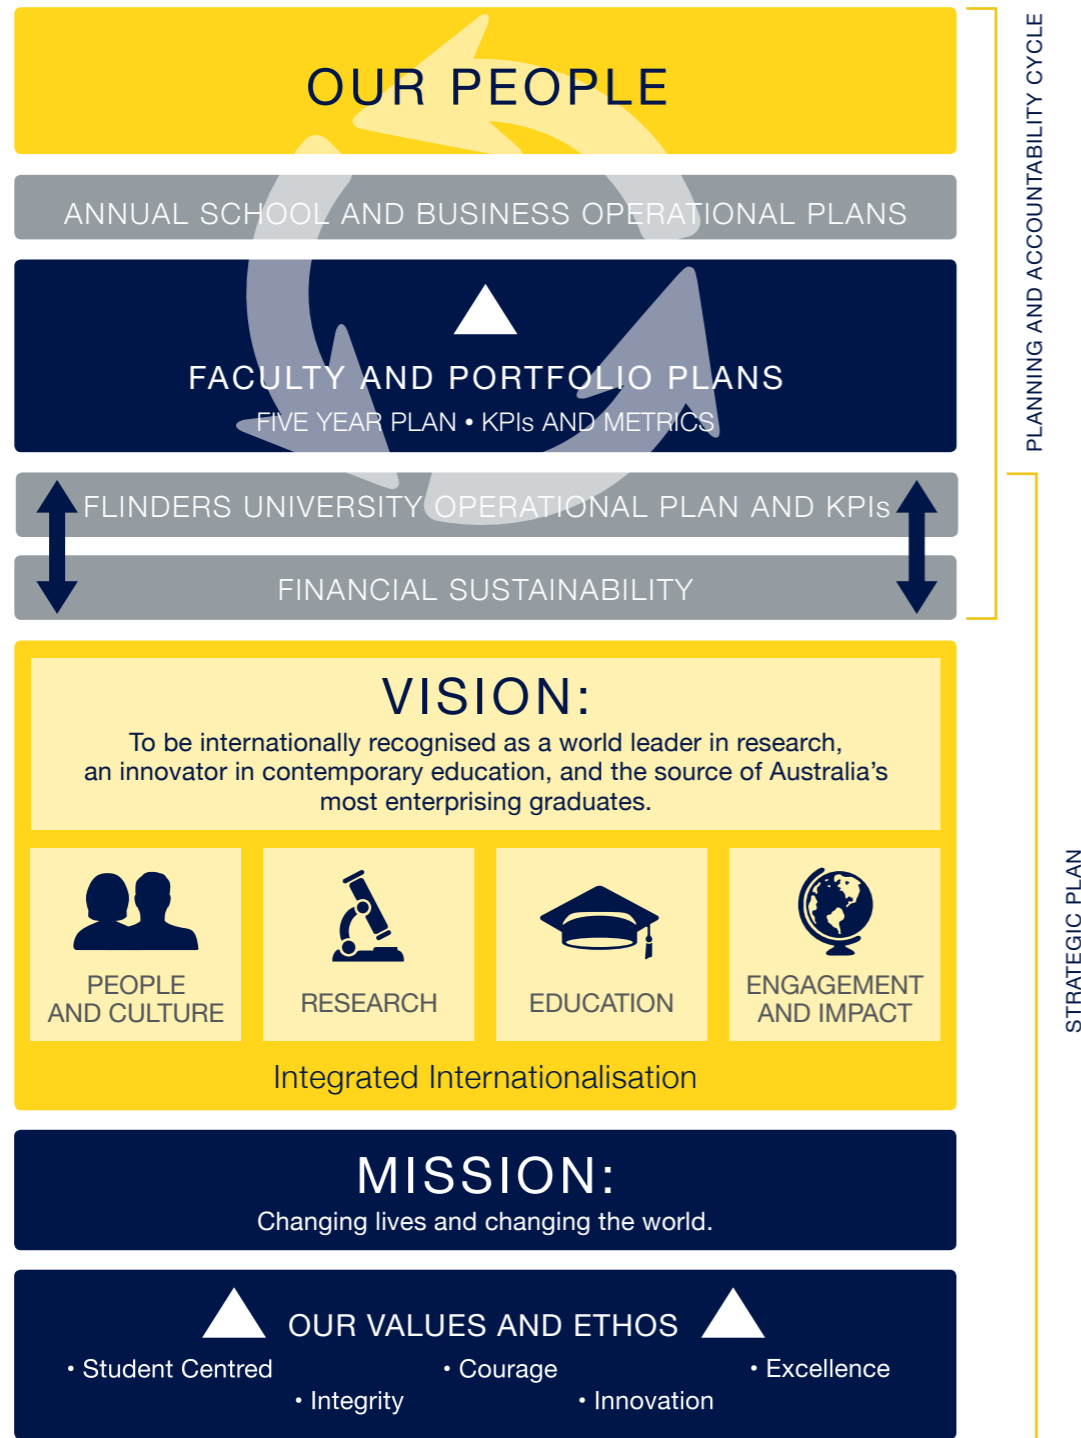 OUR PEOPLE
ANNUAL SCHOOL AND BUSINESS OPERATIONAL PLANS
FACULTY AND PORTFOLIO PLANS
FIVE YEAR PLAN • KPIs AND METRICS
FLINDERS UNIVERSITY OPERATIONAL PLAN AND KPIs
FINANCIAL SUSTAINABILITY
PLANNING AND ACCOUNTABILITY CYCLE
VISION:
To be internationally recognised as a world leader in research,
an innovator in contemporary education, and the source of Australia’s
most enterprising graduates.
PEOPLE
AND CULTURE
RESEARCH
EDUCATION
ENGAGEMENT
AND IMPACT
Integrated Internationalisation
MISSION:
Changing lives and changing the world.
OUR VALUES AND ETHOS
• Student Centred
• Courage
• Excellence
• Integrity
• Innovation
STRATEGIC PLAN